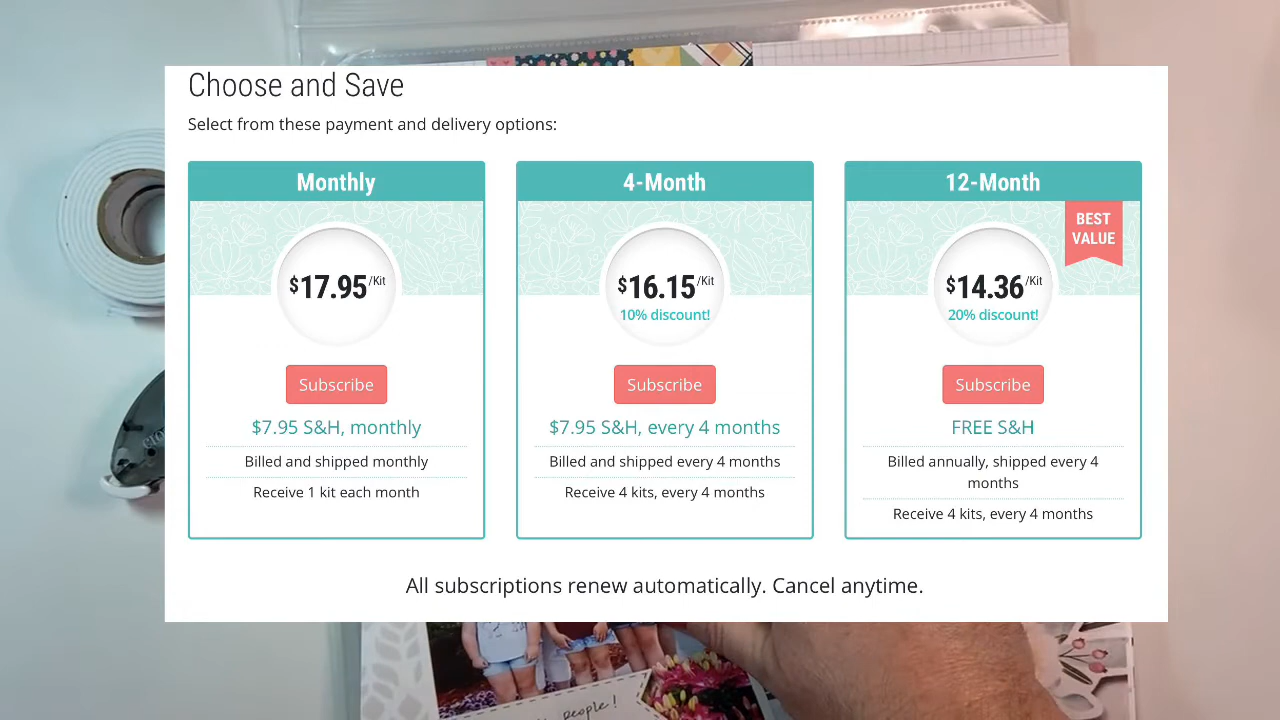 Choose and Save
Select from these payment and delivery options:
Monthly
$17.95/Kit
Subscribe
$7.95 S&H, monthly
Billed and shipped monthly
Receive 1 kit each month
4-Month
$16.15/Kit
10% discount!
Subscribe
$7.95 S&H, every 4 months
Billed and shipped every 4 months
Receive 4 kits, every 4 months
12-Month
BEST
VALUE
$14.36/Kit
20% discount!
Subscribe
FREE S&H
Billed annually, shipped every 4
months
Receive 4 kits, every 4 months
All subscriptions renew automatically. Cancel anytime.
people!